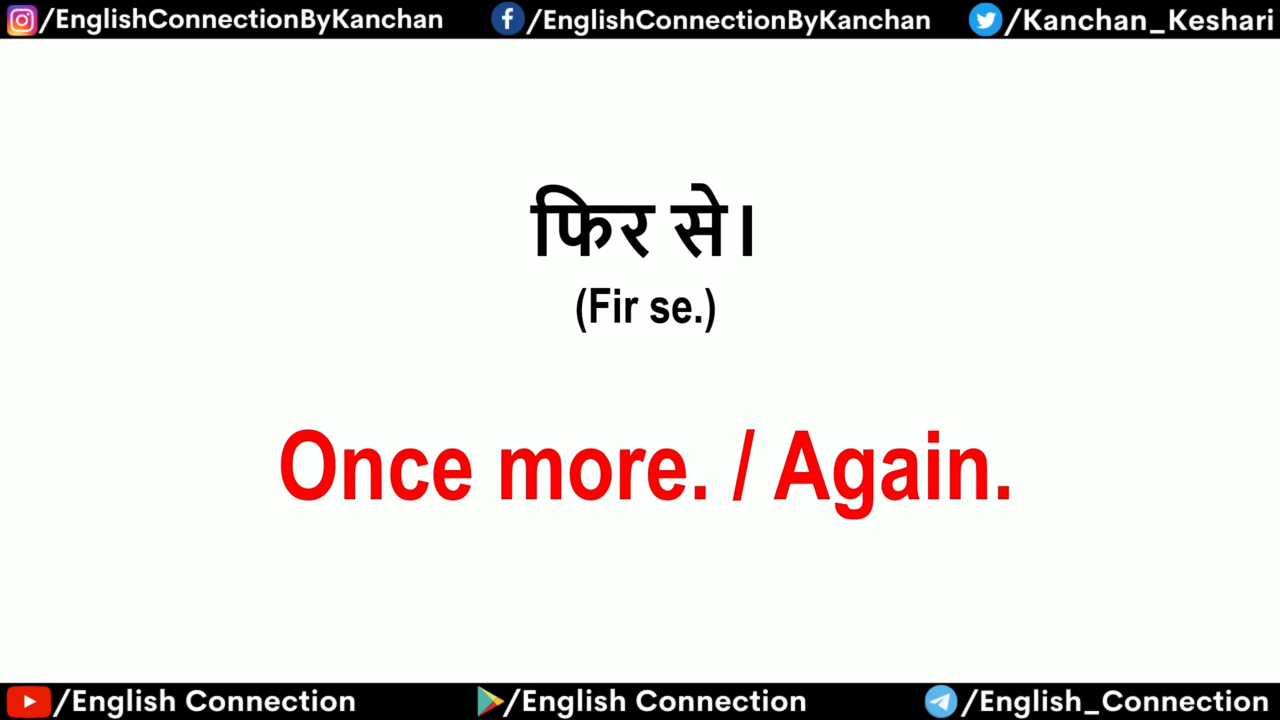 /EnglishConnectionByKanchan /EnglishConnectionByKanchan /Kanchan_Keshari
फिर से।
(Fir se.)
Once more. / Again.
/English Connection /English Connection /English_Connection